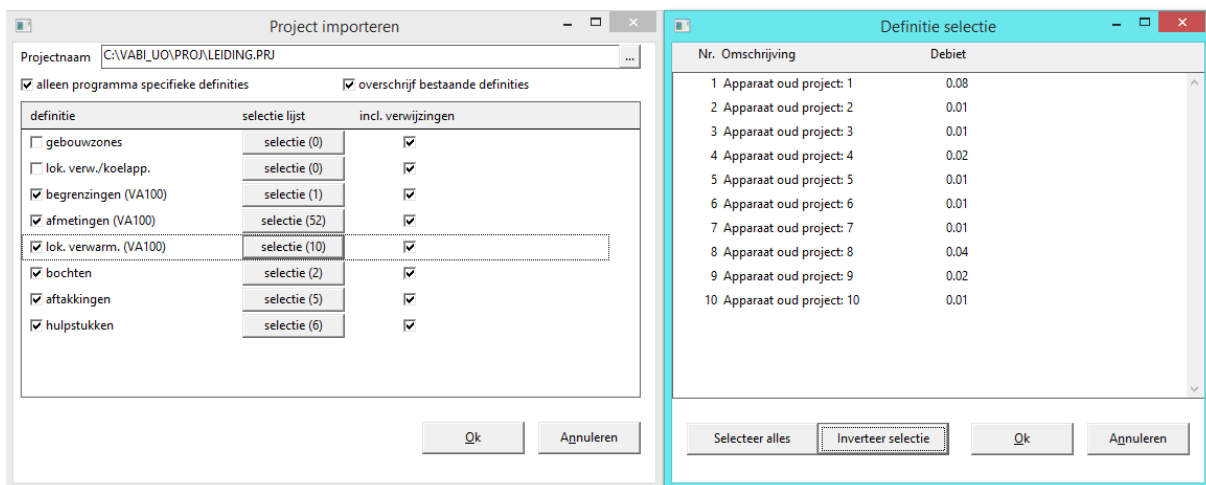 Project importeren
Projectnaam C:\VABI_UO\PROJ\LEIDING.PRJ ...
alleen programma specifieke definities overschrijf bestaande definities
definitie selectie lijst incl. verwijzingen
gebouwzones selectie (0)
lok. verw./koelapp. selectie (0)
begrenzingen (VA100) selectie (1)
afmetingen (VA100) selectie (52)
lok. verwarm. (VA100) selectie (10)
bochten selectie (2)
aftakkingen selectie (5)
hulpstukken selectie (6)
Ok Annuleren
Definitie selectie
Nr. Omschrijving Debiet
1 Apparaat oud project: 1 0.08
2 Apparaat oud project: 2 0.01
3 Apparaat oud project: 3 0.01
4 Apparaat oud project: 4 0.02
5 Apparaat oud project: 5 0.01
6 Apparaat oud project: 6 0.01
7 Apparaat oud project: 7 0.01
8 Apparaat oud project: 8 0.04
9 Apparaat oud project: 9 0.02
10 Apparaat oud project: 10 0.01
Selecteer alles Inverteer selectie Ok Annuleren